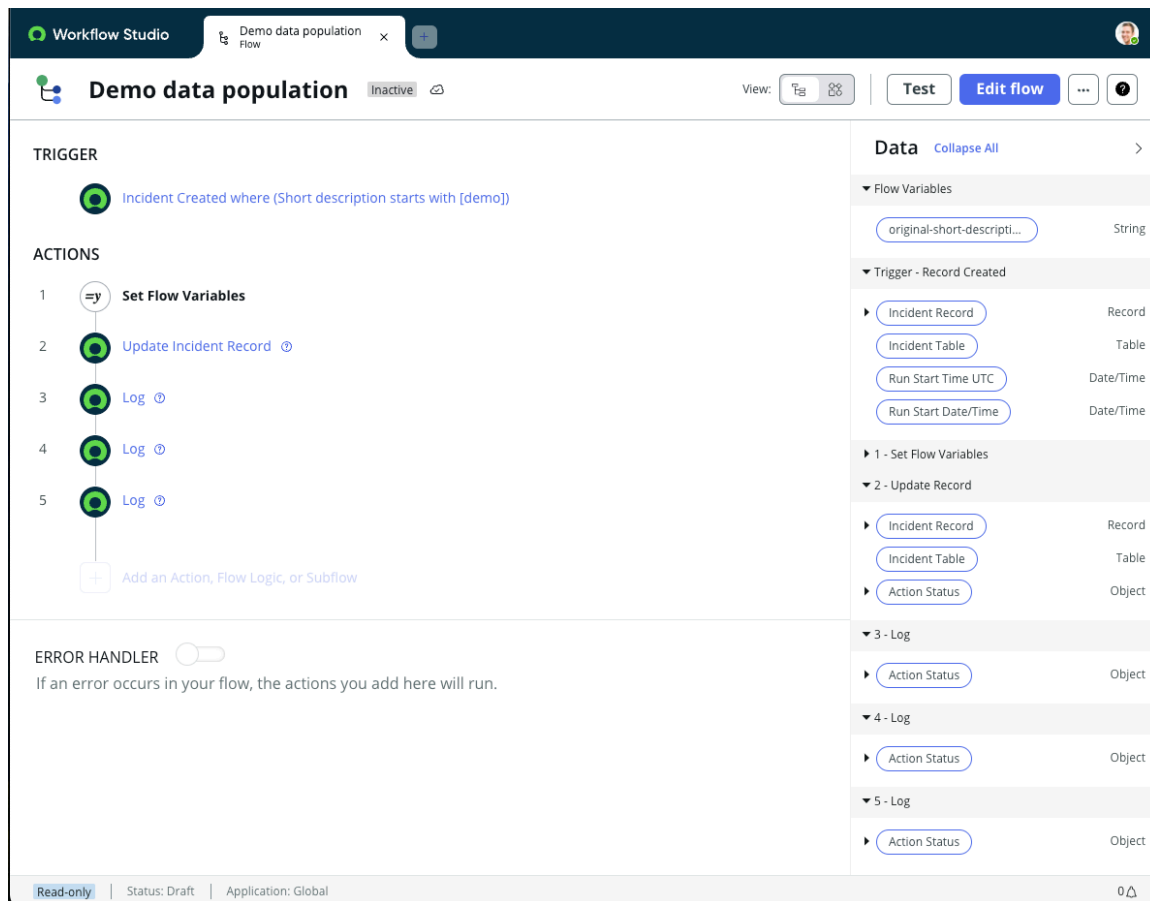 Workflow Studio
Demo data population
Flow
Demo data population
Inactive
View:
Test
Edit flow
TRIGGER
Incident Created where (Short description starts with [demo])
ACTIONS
1 =y Set Flow Variables
2 Update Incident Record
3 Log
4 Log
5 Log
Add an Action, Flow Logic, or Subflow
ERROR HANDLER
If an error occurs in your flow, the actions you add here will run.
Data Collapse All
Flow Variables
original-short-descripti... String
Trigger - Record Created
Incident Record Record
Incident Table Table
Run Start Time UTC Date/Time
Run Start Date/Time Date/Time
1 - Set Flow Variables
2 - Update Record
Incident Record Record
Incident Table Table
Action Status Object
3 - Log
Action Status Object
4 - Log
Action Status Object
5 - Log
Action Status Object
Read-only | Status: Draft | Application: Global
0